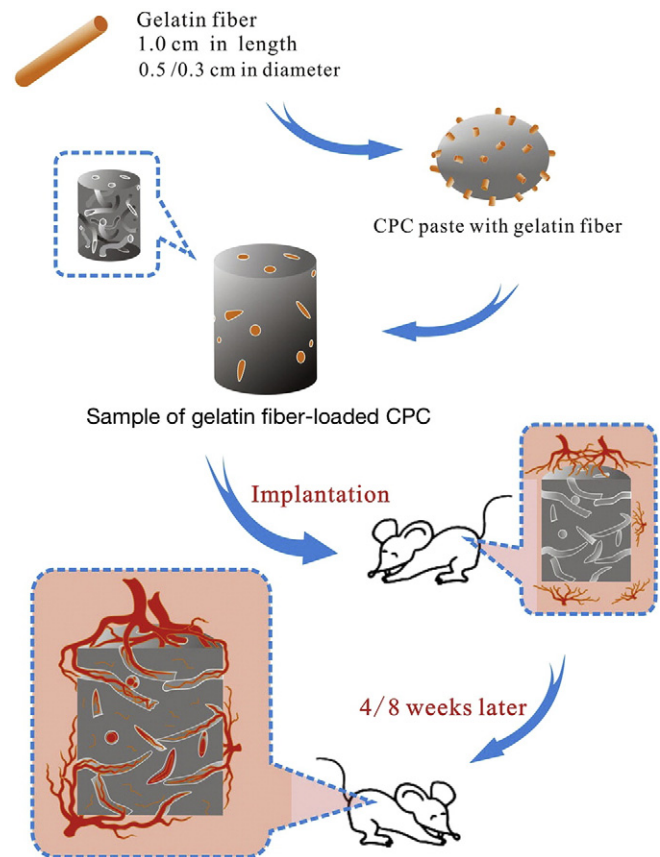 Gelatin fiber
1.0 cm in length
0.5/0.3 cm in diameter
CPC paste with gelatin fiber
Sample of gelatin fiber-loaded CPC
Implantation
4/8 weeks later